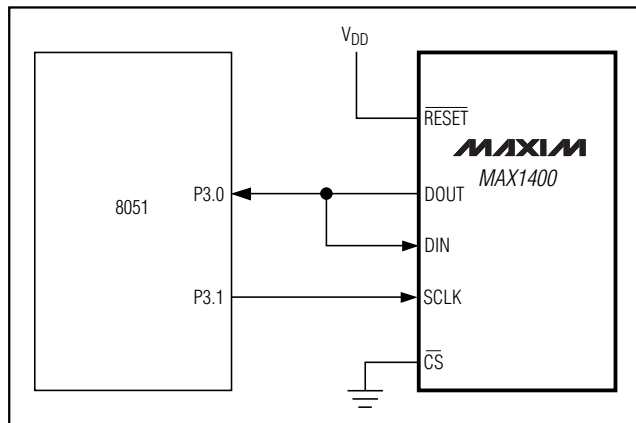 VDD
RESET
MAXIM
MAX1400
8051
P3.0
DOUT
DIN
P3.1
SCLK
CS